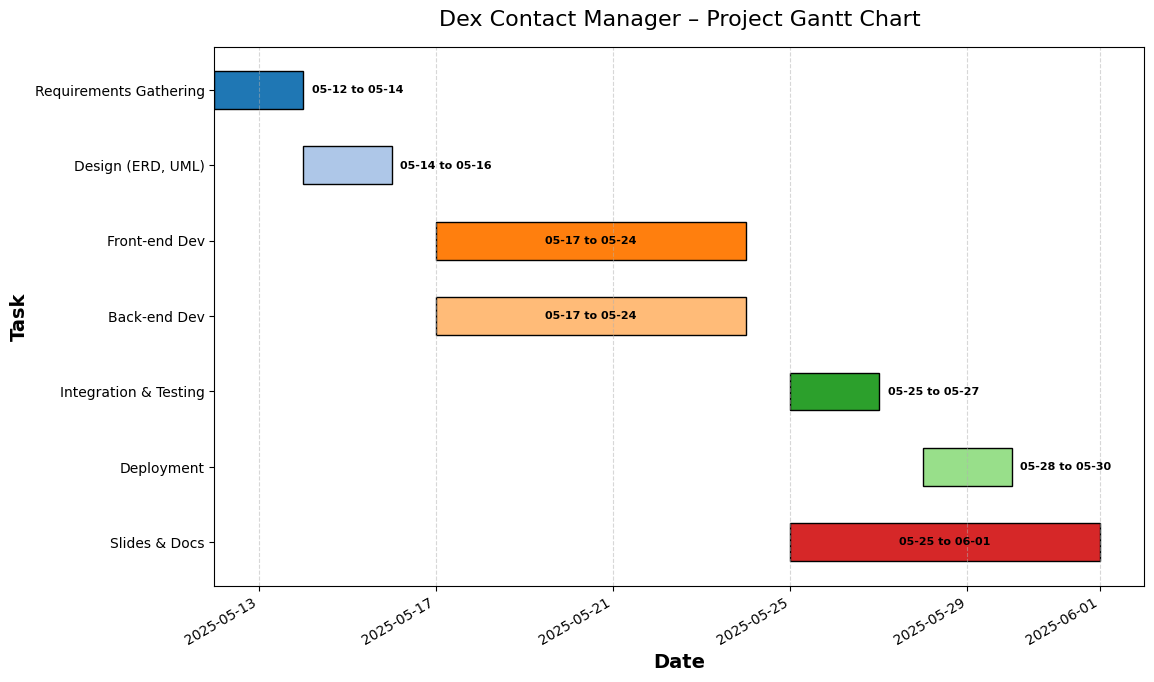 Dex Contact Manager – Project Gantt Chart
Task
Requirements Gathering
05-12 to 05-14
Design (ERD, UML)
05-14 to 05-16
Front-end Dev
05-17 to 05-24
Back-end Dev
05-17 to 05-24
Integration & Testing
05-25 to 05-27
Deployment
05-28 to 05-30
Slides & Docs
05-25 to 06-01
2025-05-13
2025-05-17
2025-05-21
2025-05-25
2025-05-29
2025-06-01
Date